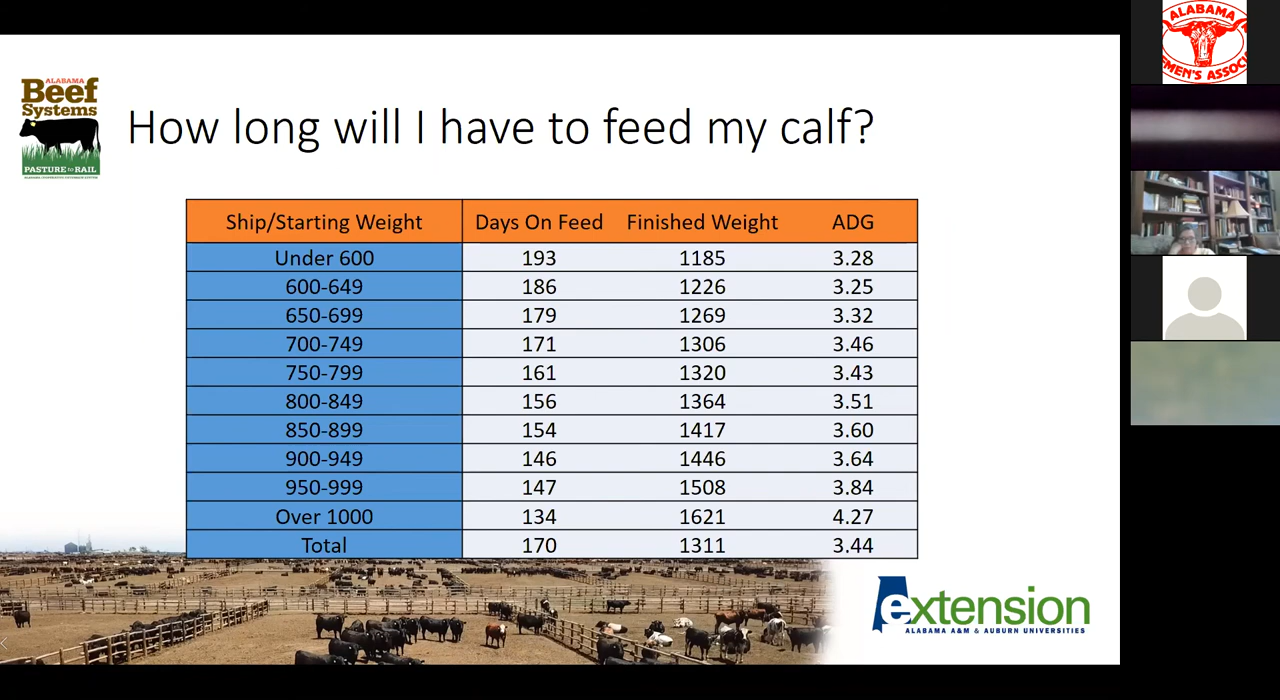 ALABAMA
Beef
Systems
PASTURE to RAIL
How long will I have to feed my calf?
Ship/Starting Weight Days On Feed Finished Weight ADG
Under 600 193 1185 3.28
600-649 186 1226 3.25
650-699 179 1269 3.32
700-749 171 1306 3.46
750-799 161 1320 3.43
800-849 156 1364 3.51
850-899 154 1417 3.60
900-949 146 1446 3.64
950-999 147 1508 3.84
Over 1000 134 1621 4.27
Total 170 1311 3.44
extension
ALABAMA A&M & AUBURN UNIVERSITIES
ALABAMA
EMEN'S ASSOC